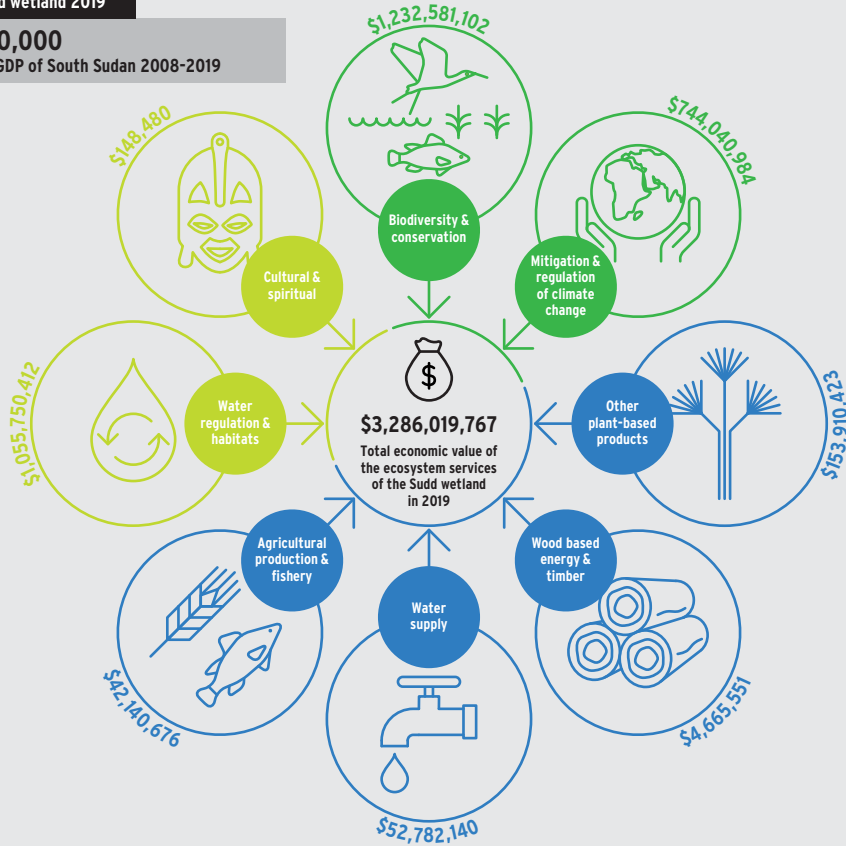 d wetland 2019
0,000
GDP of South Sudan 2008-2019
$1,232,581,102
Biodiversity &
conservation
$744,040,984
Mitigation &
regulation
of climate
change
$148,480
Cultural &
spiritual
$1,055,750,412
Water
regulation &
habitats
$
$3,286,019,767
Total economic value of
the ecosystem services
of the Sudd wetland
in 2019
Other
plant-based
products
$153,910,423
Agricultural
production &
fishery
$42,140,676
Water
supply
$52,782,140
Wood based
energy &
timber
$4,665,551